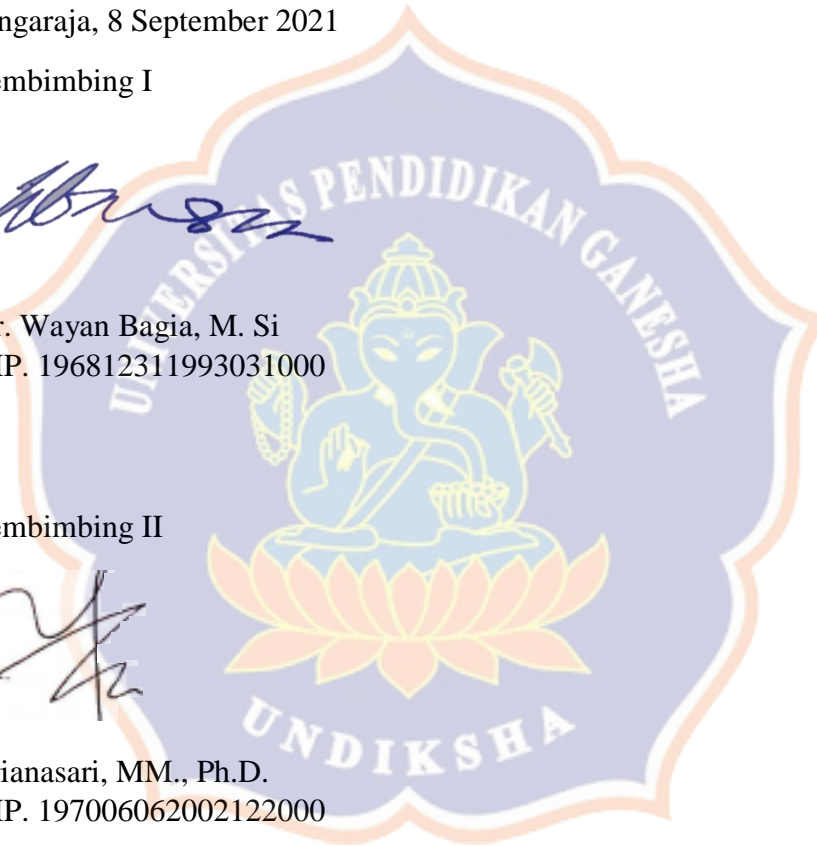 ngaraja, 8 September 2021
embimbing I
UNIVERSITAS PENDIDIKAN GANESHA
r. Wayan Bagia, M. Si
IP. 196812311993031000
embimbing II
UNDIKSHA
rianasari, MM., Ph.D.
IP. 197006062002122000